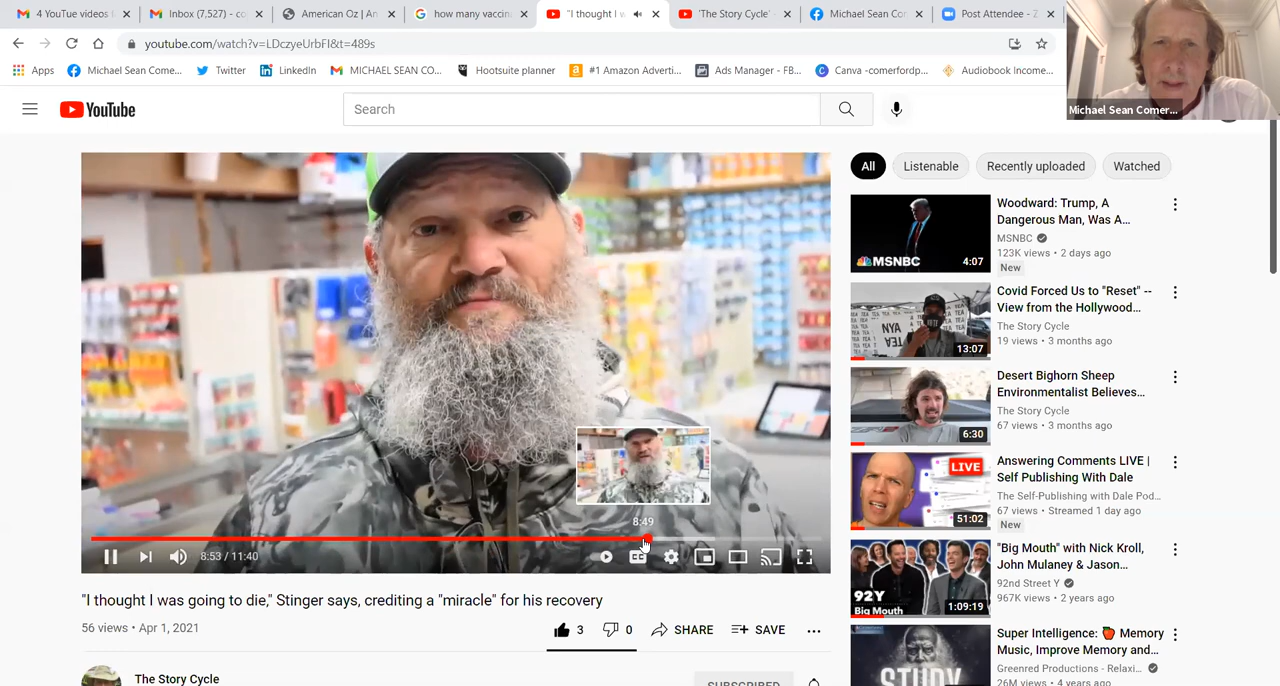 4 YouTue videos
Inbox (7,527) - co
American Oz | An
how many vaccin
"I thought I w
'The Story Cycle' -
Michael Sean Com
Post Attendee - Z
youtube.com/watch?v=LDczyeUrbFI&t=489s
Apps
Michael Sean Come...
Twitter
LinkedIn
MICHAEL SEAN CO...
Hootsuite planner
#1 Amazon Adverti...
Ads Manager - FB...
Canva -comerfordp...
Audiobook Income...
Michael Sean Comer...
YouTube
Search
All
Listenable
Recently uploaded
Watched
Woodward: Trump, A
Dangerous Man, Was A...
MSNBC
123K views • 2 days ago
New
MSNBC
4:07
Covid Forced Us to "Reset" --
View from the Hollywood...
The Story Cycle
19 views • 3 months ago
13:07
Desert Bighorn Sheep
Environmentalist Believes...
The Story Cycle
67 views • 3 months ago
6:30
Answering Comments LIVE |
Self Publishing With Dale
The Self-Publishing with Dale Pod...
67 views • Streamed 1 day ago
New
LIVE
51:02
"Big Mouth" with Nick Kroll,
John Mulaney & Jason...
92nd Street Y
967K views • 2 years ago
92Y
Big Mouth
1:09:19
Super Intelligence: 🍎 Memory
Music, Improve Memory and...
Greenred Productions - Relaxi...
26M views • 4 years ago
STUDY
8:49
8:53 / 11:40
CC
"I thought I was going to die," Stinger says, crediting a "miracle" for his recovery
56 views • Apr 1, 2021
3
0
SHARE
SAVE
The Story Cycle
SUBSCRIBED